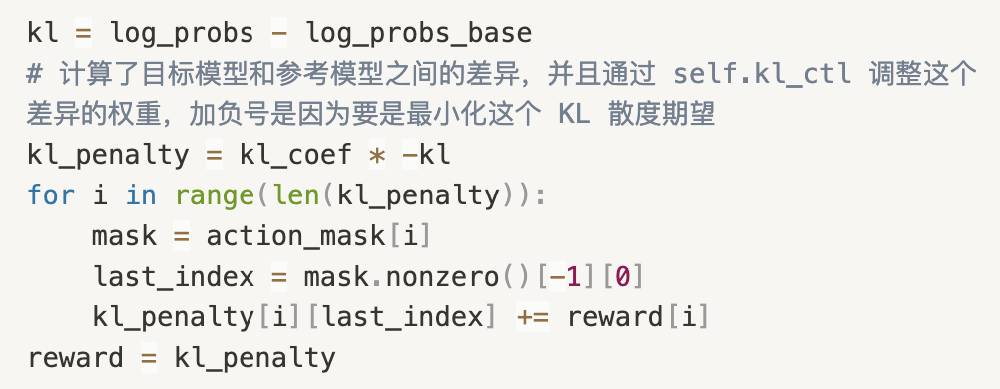 kl = log_probs - log_probs_base
# 计算了目标模型和参考模型之间的差异，并且通过 self.kl_ctl 调整这个
差异的权重，加负号是因为要是最小化这个 KL 散度期望
kl_penalty = kl_coef * -kl
for i in range(len(kl_penalty)):
    mask = action_mask[i]
    last_index = mask.nonzero()[-1][0]
    kl_penalty[i][last_index] += reward[i]
reward = kl_penalty